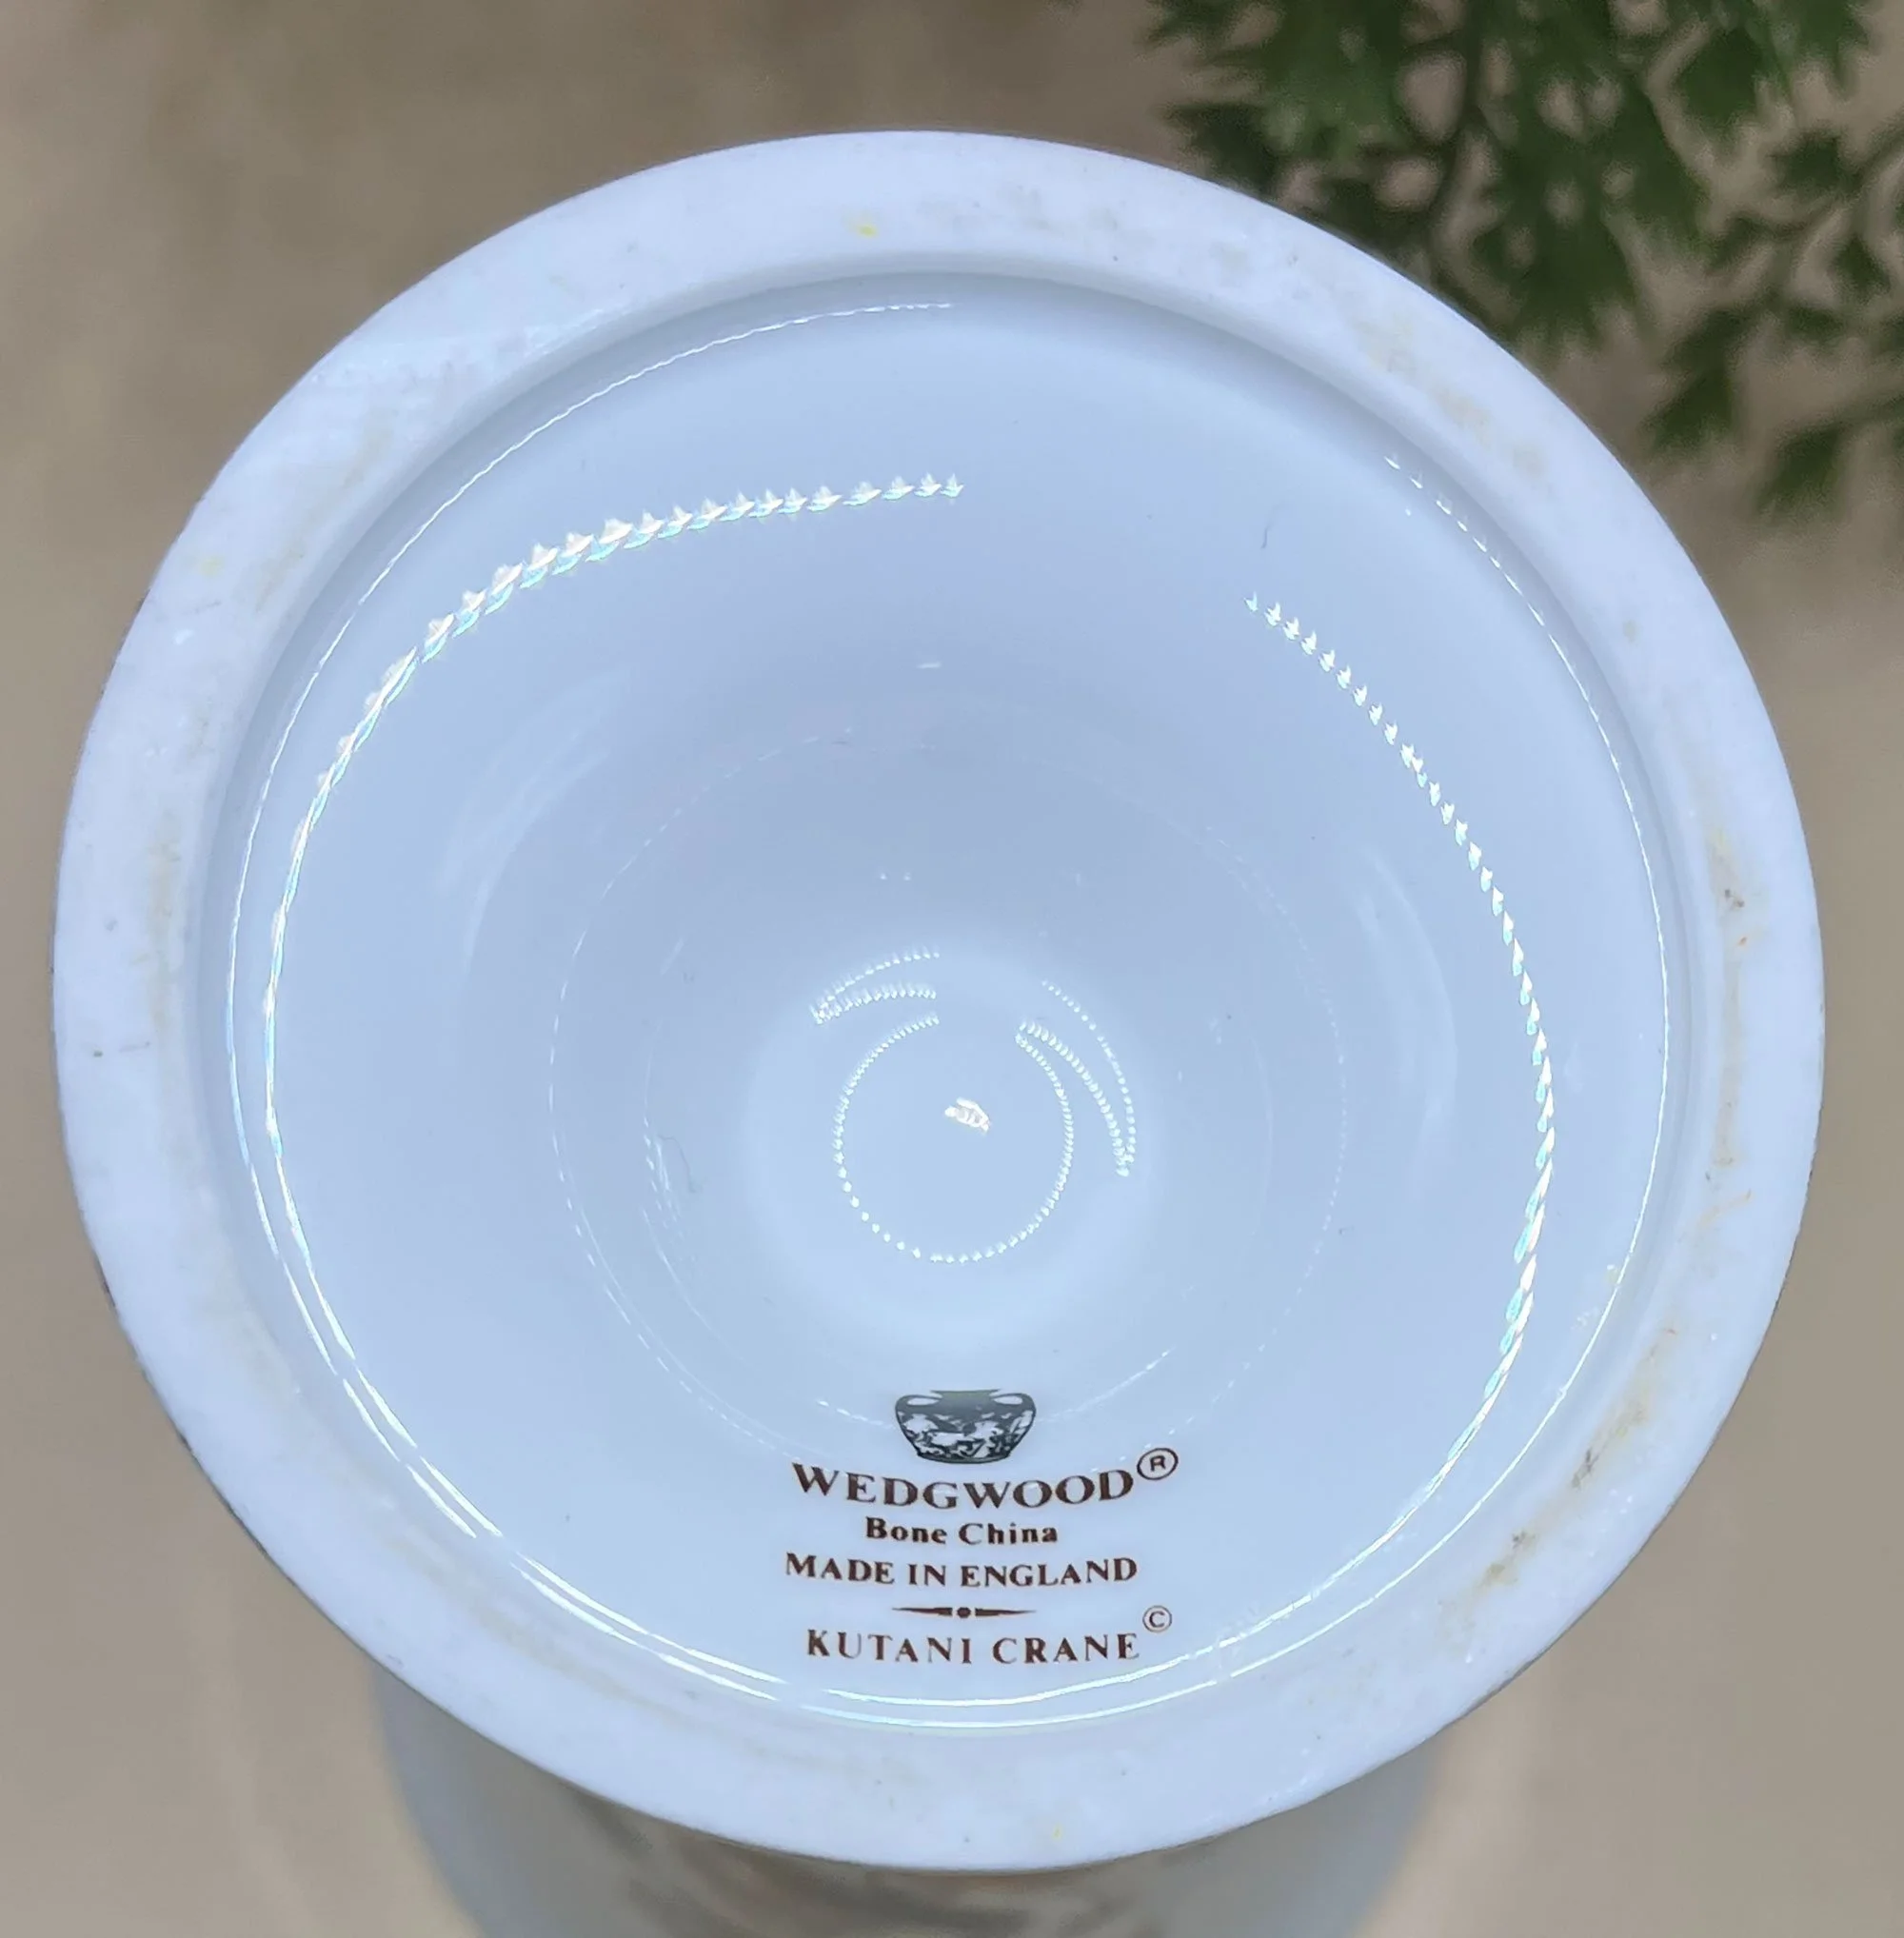 WEDGWOOD®
Bone China
MADE IN ENGLAND
KUTANI CRANE©